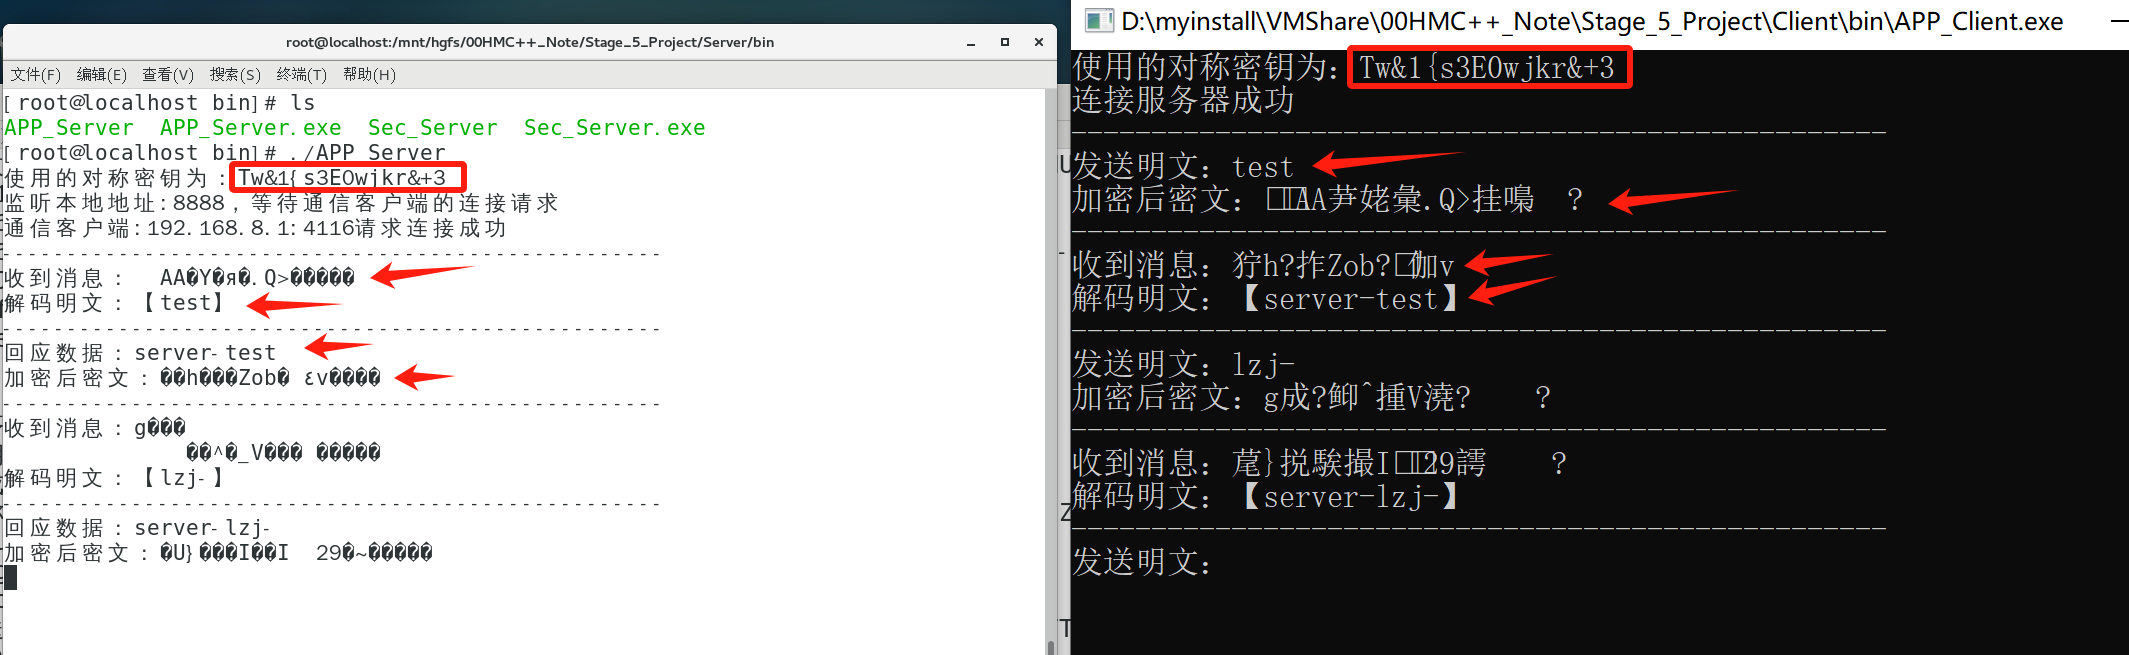 root@localhost:/mnt/hgfs/00HMC++_Note/Stage_5_Project/Server/bin
文件(F) 编辑(E) 查看(V) 搜索(S) 终端(T) 帮助(H)
[root@localhost bin]# ls
APP_Server APP_Server.exe Sec_Server Sec_Server.exe
[root@localhost bin]# ./APP_Server
使用的对称密钥为:Tw&1{s3EOwjkr&+3
监听本地地址:8888, 等待通信客户端的连接请求
通信客户端:192.168.8.1:4116请求连接成功
--------------------------------------------------
收到消息: AA�Y�я�.Q>�����
解码明文:【test】
--------------------------------------------------
回应数据:server-test
加密后密文:��h���Zob� εv����
--------------------------------------------------
收到消息:g���
��^�_V��� �����
解码明文:【lzj-】
--------------------------------------------------
回应数据:server-lzj-
加密后密文:�U}���I��I 29�~�����
D:\myinstall\VMShare\00HMC++_Note\Stage_5_Project\Client\bin\APP_Client.exe
使用的对称密钥为: Tw&1{s3EOwjkr&+3
连接服务器成功
--------------------------------------------------
发送明文: test
加密后密文: AA芛姥彙.Q>挂嘄 ?
--------------------------------------------------
收到消息: 狞h?拃Zob? 伽v
解码明文: 【server-test】
--------------------------------------------------
发送明文: lzj-
加密后密文: g成?鲫^揰V澆? ?
--------------------------------------------------
收到消息: 萀}挩騃撮I 29謣 ?
解码明文: 【server-lzj-】
--------------------------------------------------
发送明文: